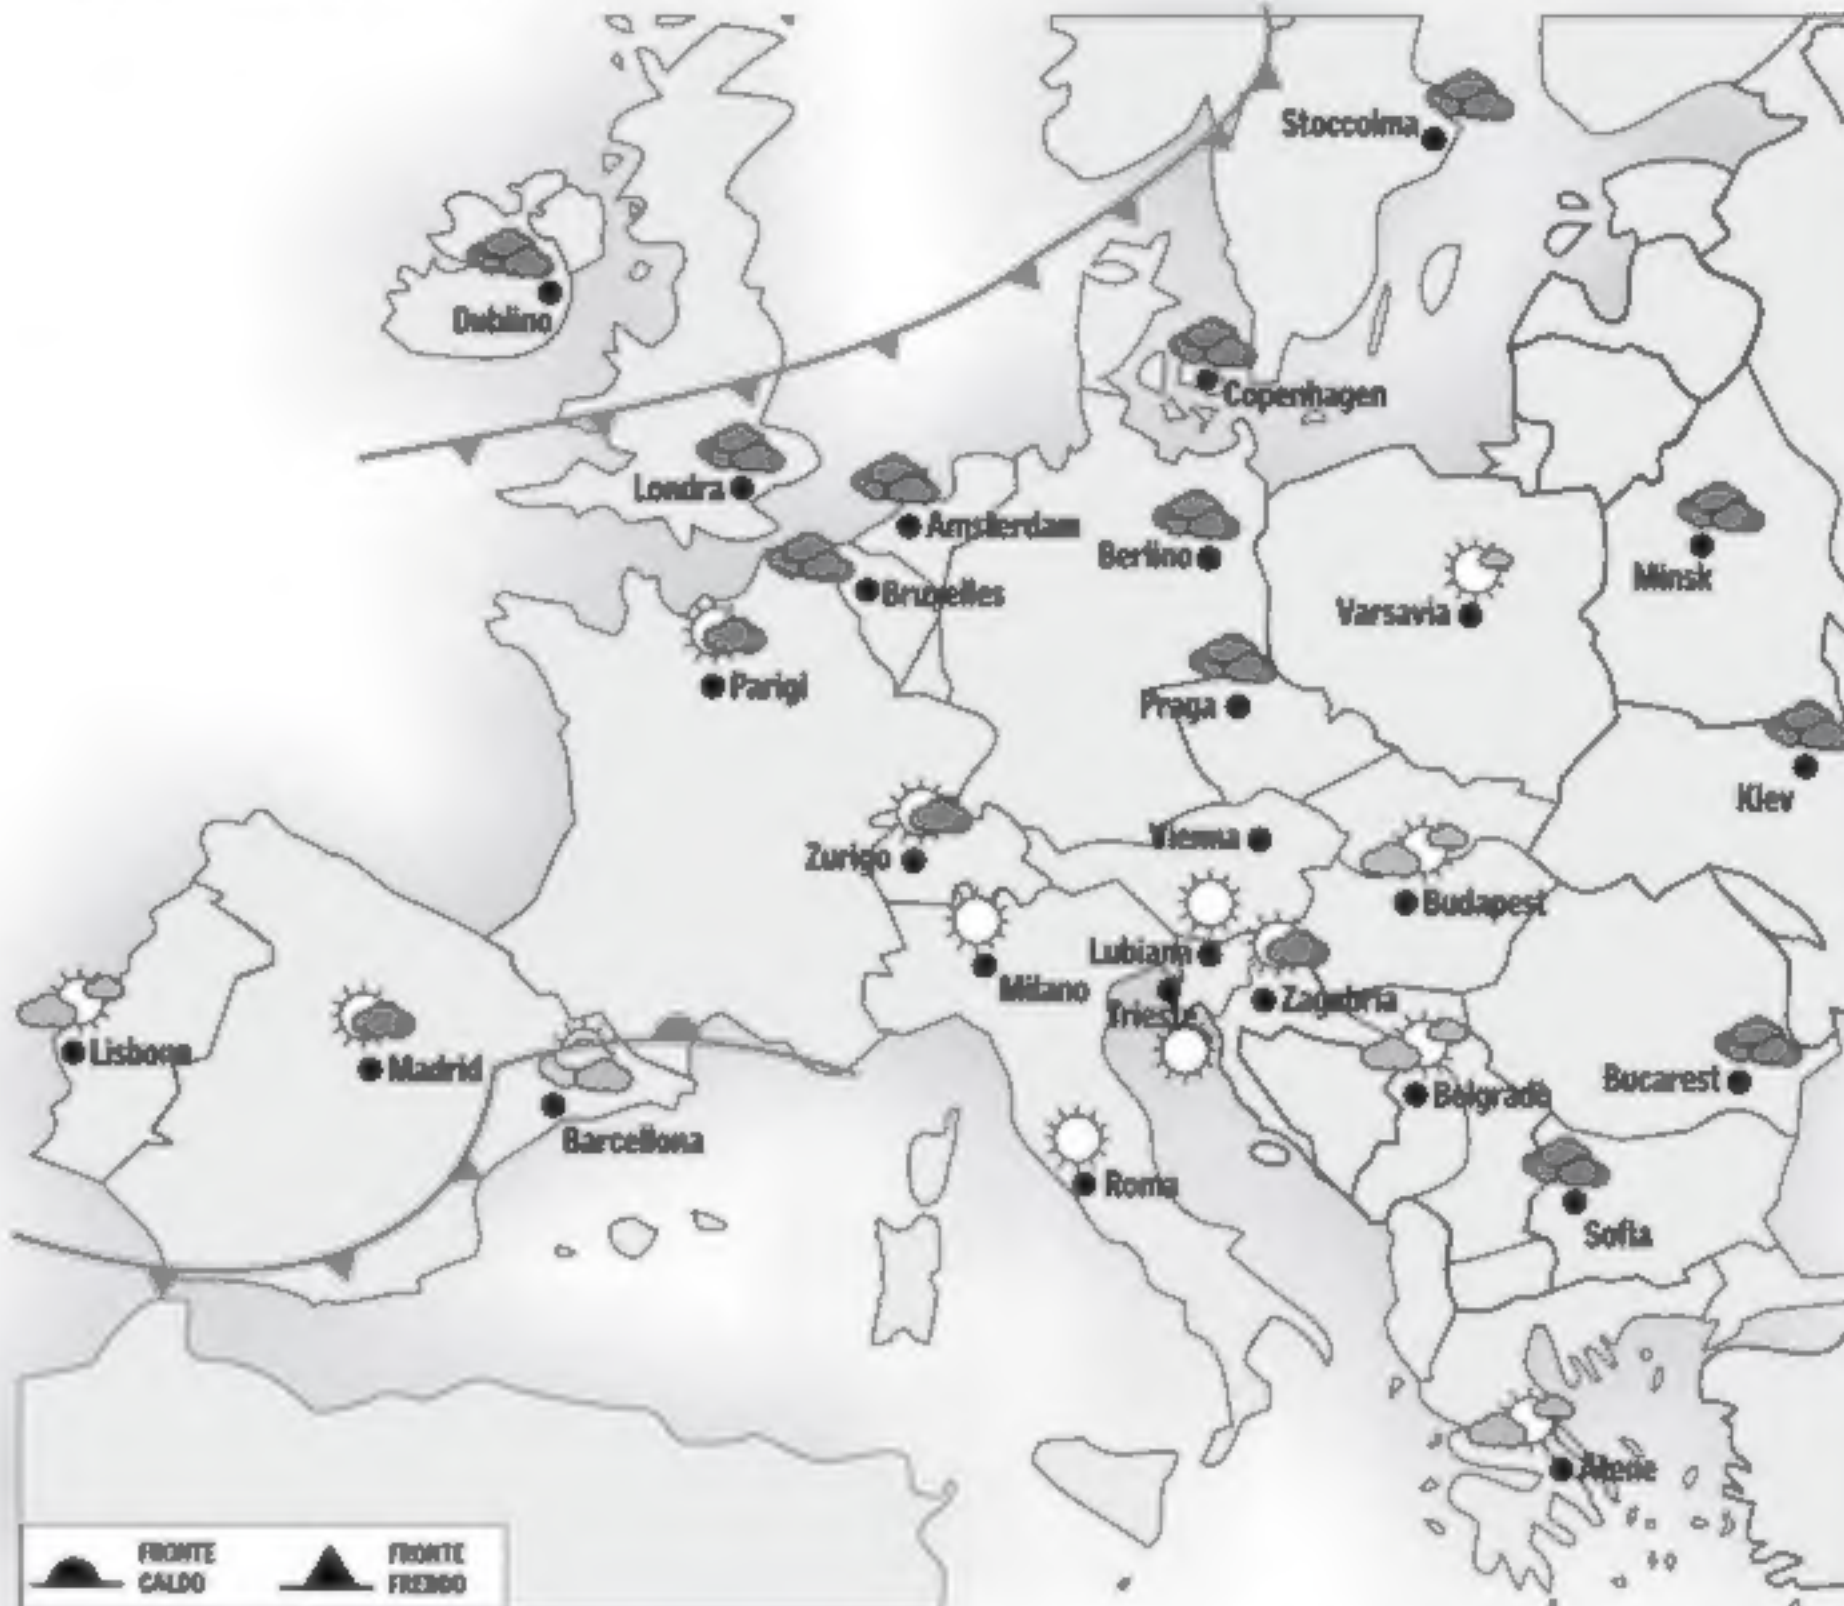 Stoccolma
Dublino
Copenhagen
Londra
Amsterdam
Berlino
Bruxelles
Minsk
Varsavia
Parigi
Praga
Kiev
Vienna
Zurigo
Budapest
Lubiana
Milano
Trieste
Zagabria
Lisbona
Madrid
Bucarest
Belgrado
Barcellona
Roma
Sofia
Atene
FRONTE
CALDO
FRONTE
FREDDO